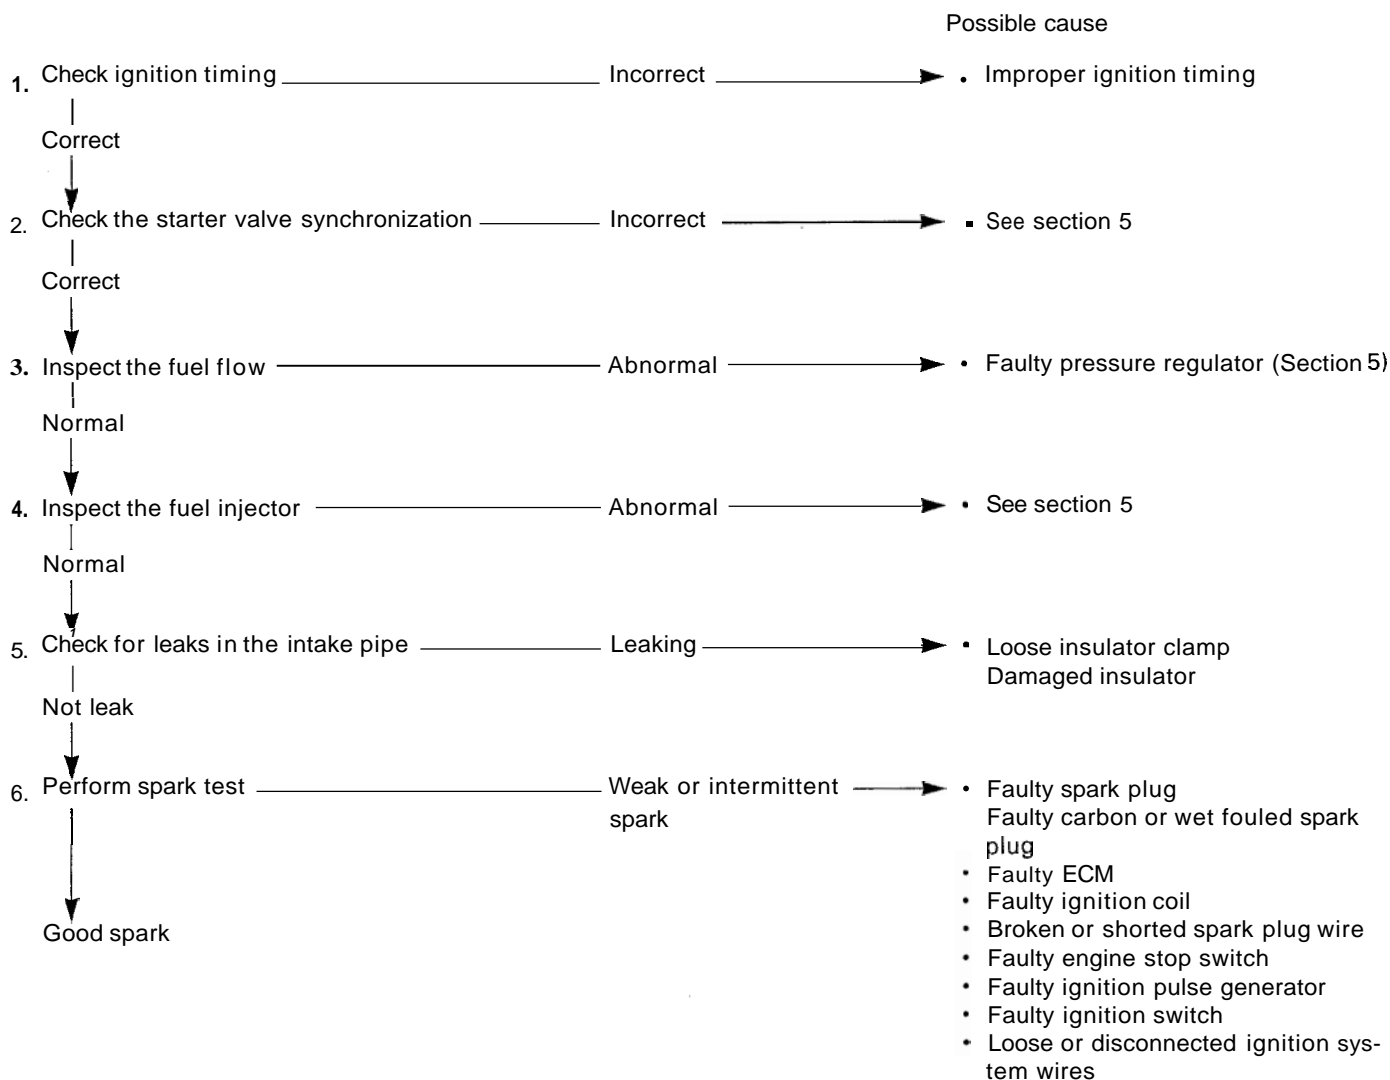 Possible cause
1. Check ignition timing Incorrect • Improper ignition timing
Correct
2. Check the starter valve synchronization Incorrect ▪ See section 5
Correct
3. Inspect the fuel flow Abnormal • Faulty pressure regulator (Section 5)
Normal
4. Inspect the fuel injector Abnormal • See section 5
Normal
5. Check for leaks in the intake pipe Leaking ▪ Loose insulator clamp
Damaged insulator
Not leak
6. Perform spark test Weak or intermittent • Faulty spark plug
spark
Faulty carbon or wet fouled spark
plug
• Faulty ECM
• Faulty ignition coil
• Broken or shorted spark plug wire
• Faulty engine stop switch
• Faulty ignition pulse generator
• Faulty ignition switch
• Loose or disconnected ignition sys-
tem wires
Good spark